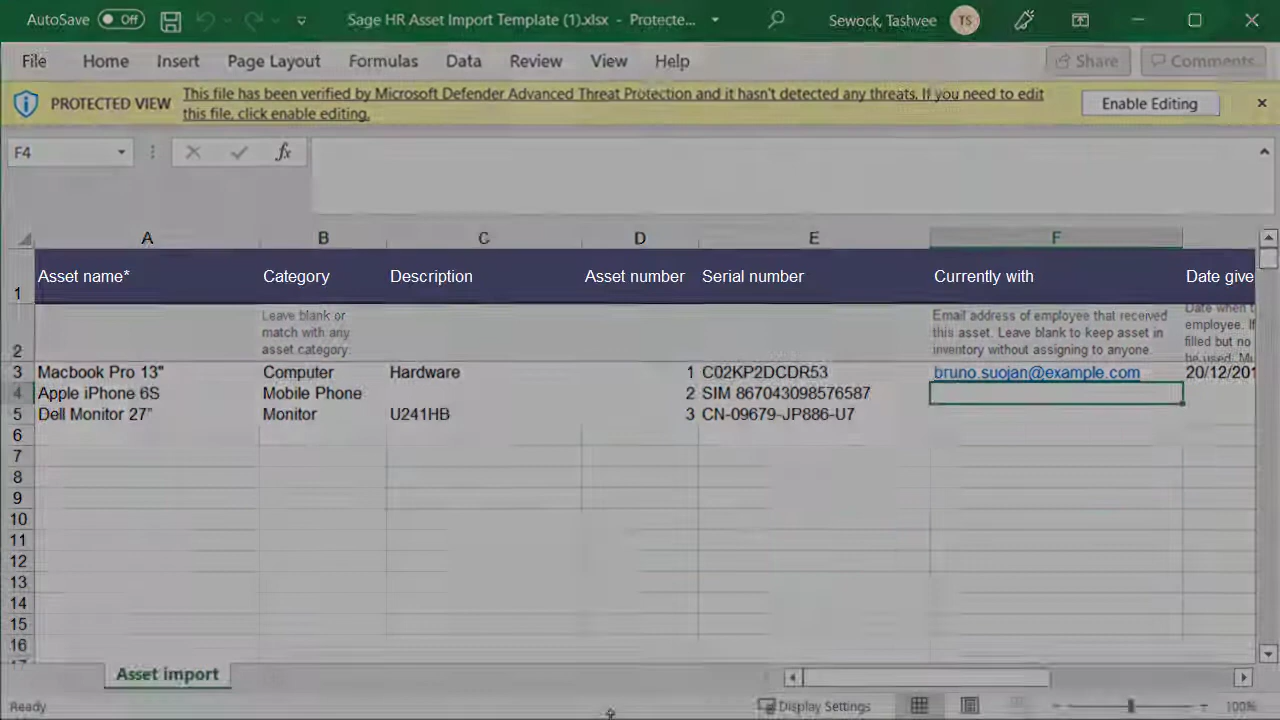 AutoSave Off Sage HR Asset Import Template (1).xlsx - Protecte... Sewock, Tashvee TS
File Home Insert Page Layout Formulas Data Review View Help Share Comments
PROTECTED VIEW This file has been verified by Microsoft Defender Advanced Threat Protection and it hasn't detected any threats. If you need to edit
this file, click enable editing. Enable Editing
F4 fx
A B C D E F
1 Asset name* Category Description Asset number Serial number Currently with Date give
Leave blank or Email address of employee that received Date when t
match with any this asset. Leave blank to keep asset in employee. If
2 asset category. inventory without assigning to anyone. filled but no
be used. Mu
3 Macbook Pro 13" Computer Hardware 1 C02KP2DCDR53 bruno.suojan@example.com 20/12/201
4 Apple iPhone 6S Mobile Phone 2 SIM 867043098576587
5 Dell Monitor 27" Monitor U241HB 3 CN-09679-JP886-U7
6
7
8
9
10
11
12
13
14
15
16
17
Asset import
Ready Display Settings 100%